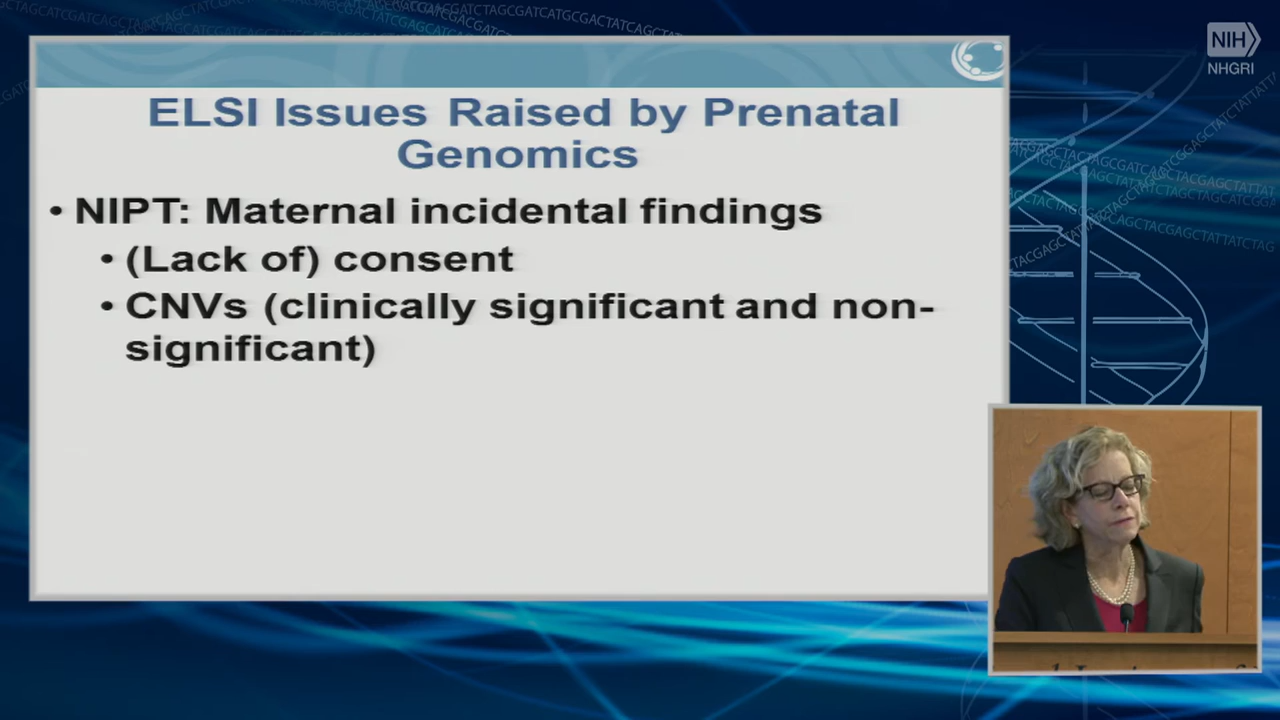 NIH
NHGRI
ELSI Issues Raised by Prenatal
Genomics
• NIPT: Maternal incidental findings
• (Lack of) consent
• CNVs (clinically significant and non-
significant)